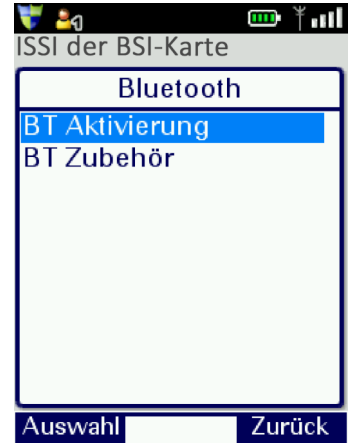 ISSI der BSI-Karte
Bluetooth
BT Aktivierung
BT Zubehör
Auswahl Zurück